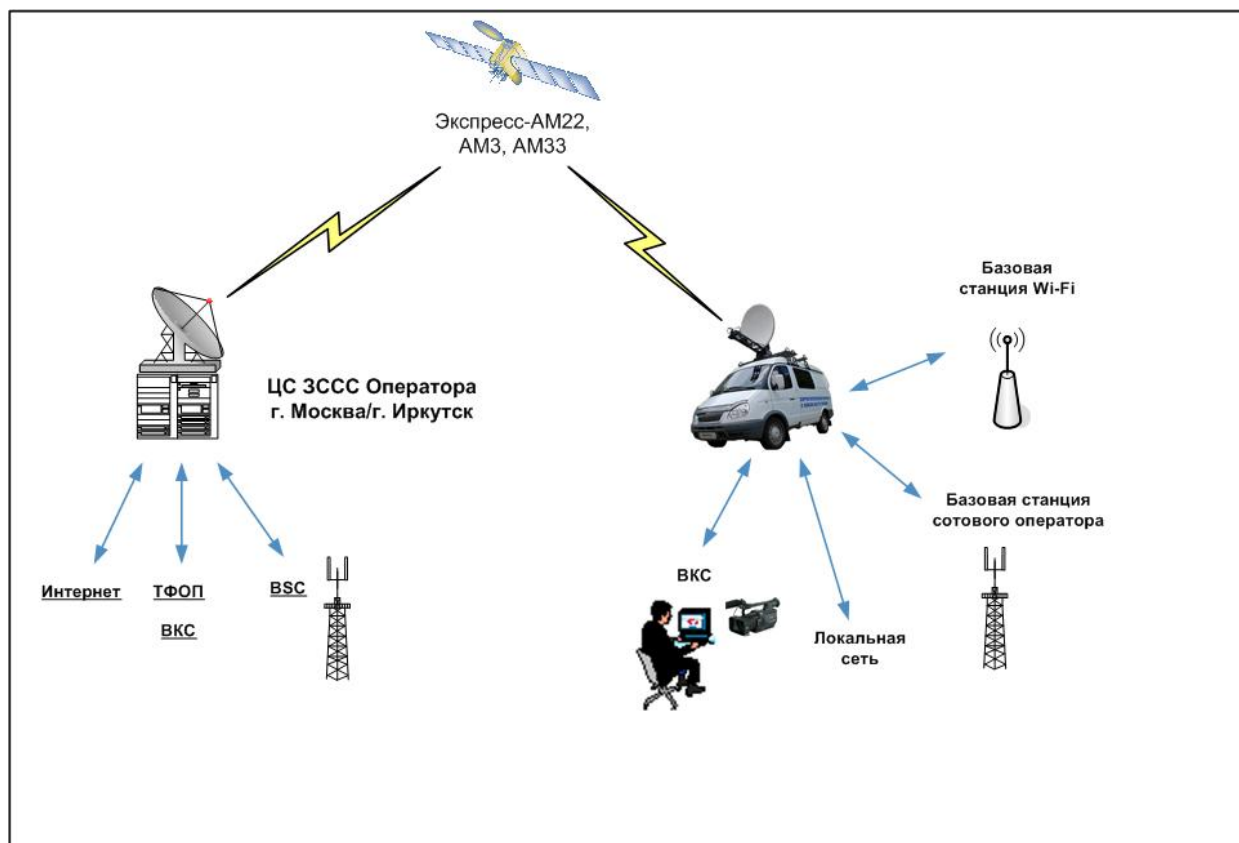 Экспресс-АМ22,
АМ3, АМ33
Базовая
станция Wi-Fi
ЦС ЗССС Оператора
г. Москва/г. Иркутск
Базовая станция
сотового оператора
Интернет
ТФОП
BSC
ВКС
ВКС
Локальная
сеть